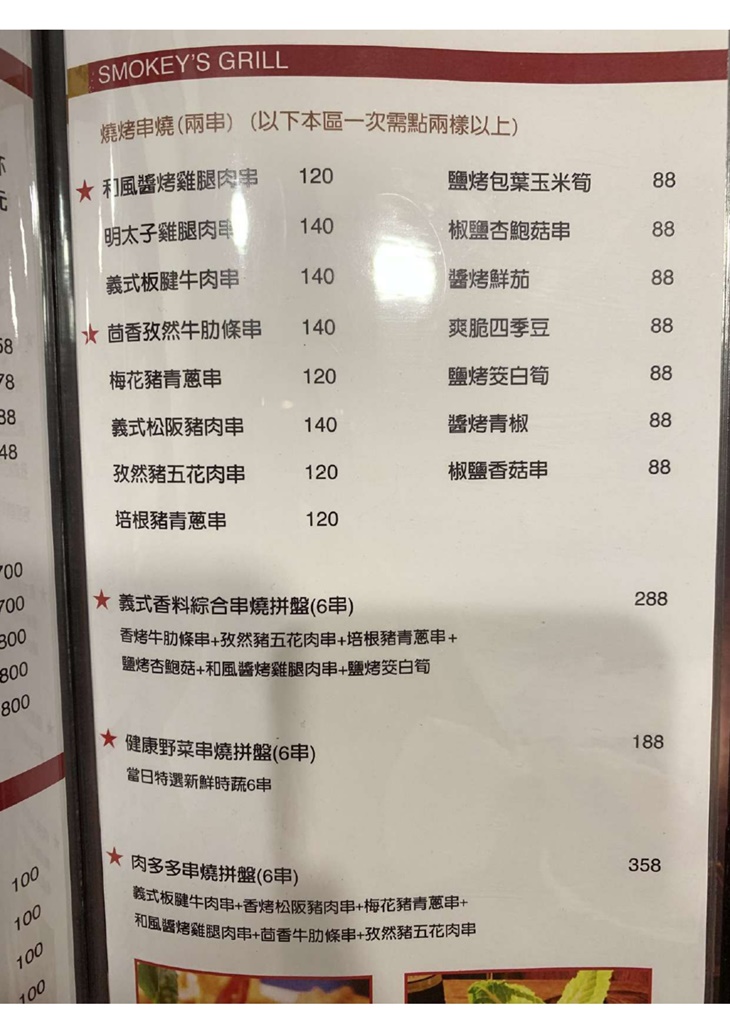 SMOKEY'S GRILL
燒烤串燒(兩串) (以下本區一次需點兩樣以上)
★ 和風醬烤雞腿肉串 120 鹽烤包葉玉米筍 88
明太子雞腿肉串 140 椒鹽杏鮑菇串 88
義式板腱牛肉串 140 醬烤鮮茄 88
★ 茴香孜然牛肋條串 140 爽脆四季豆 88
梅花豬青蔥串 120 鹽烤筊白筍 88
義式松阪豬肉串 140 醬烤青椒 88
孜然豬五花肉串 120 椒鹽香菇串 88
培根豬青蔥串 120
★ 義式香料綜合串燒拼盤(6串) 288
香烤牛肋條串+孜然豬五花肉串+培根豬青蔥串+
鹽烤杏鮑菇+和風醬烤雞腿肉串+鹽烤筊白筍
★ 健康野菜串燒拼盤(6串) 188
當日特選新鮮時蔬6串
★ 肉多多串燒拼盤(6串) 358
義式板腱牛肉串+香烤松阪豬肉串+梅花豬青蔥串+
和風醬烤雞腿肉串+茴香牛肋條串+孜然豬五花肉串
100
100
100
100